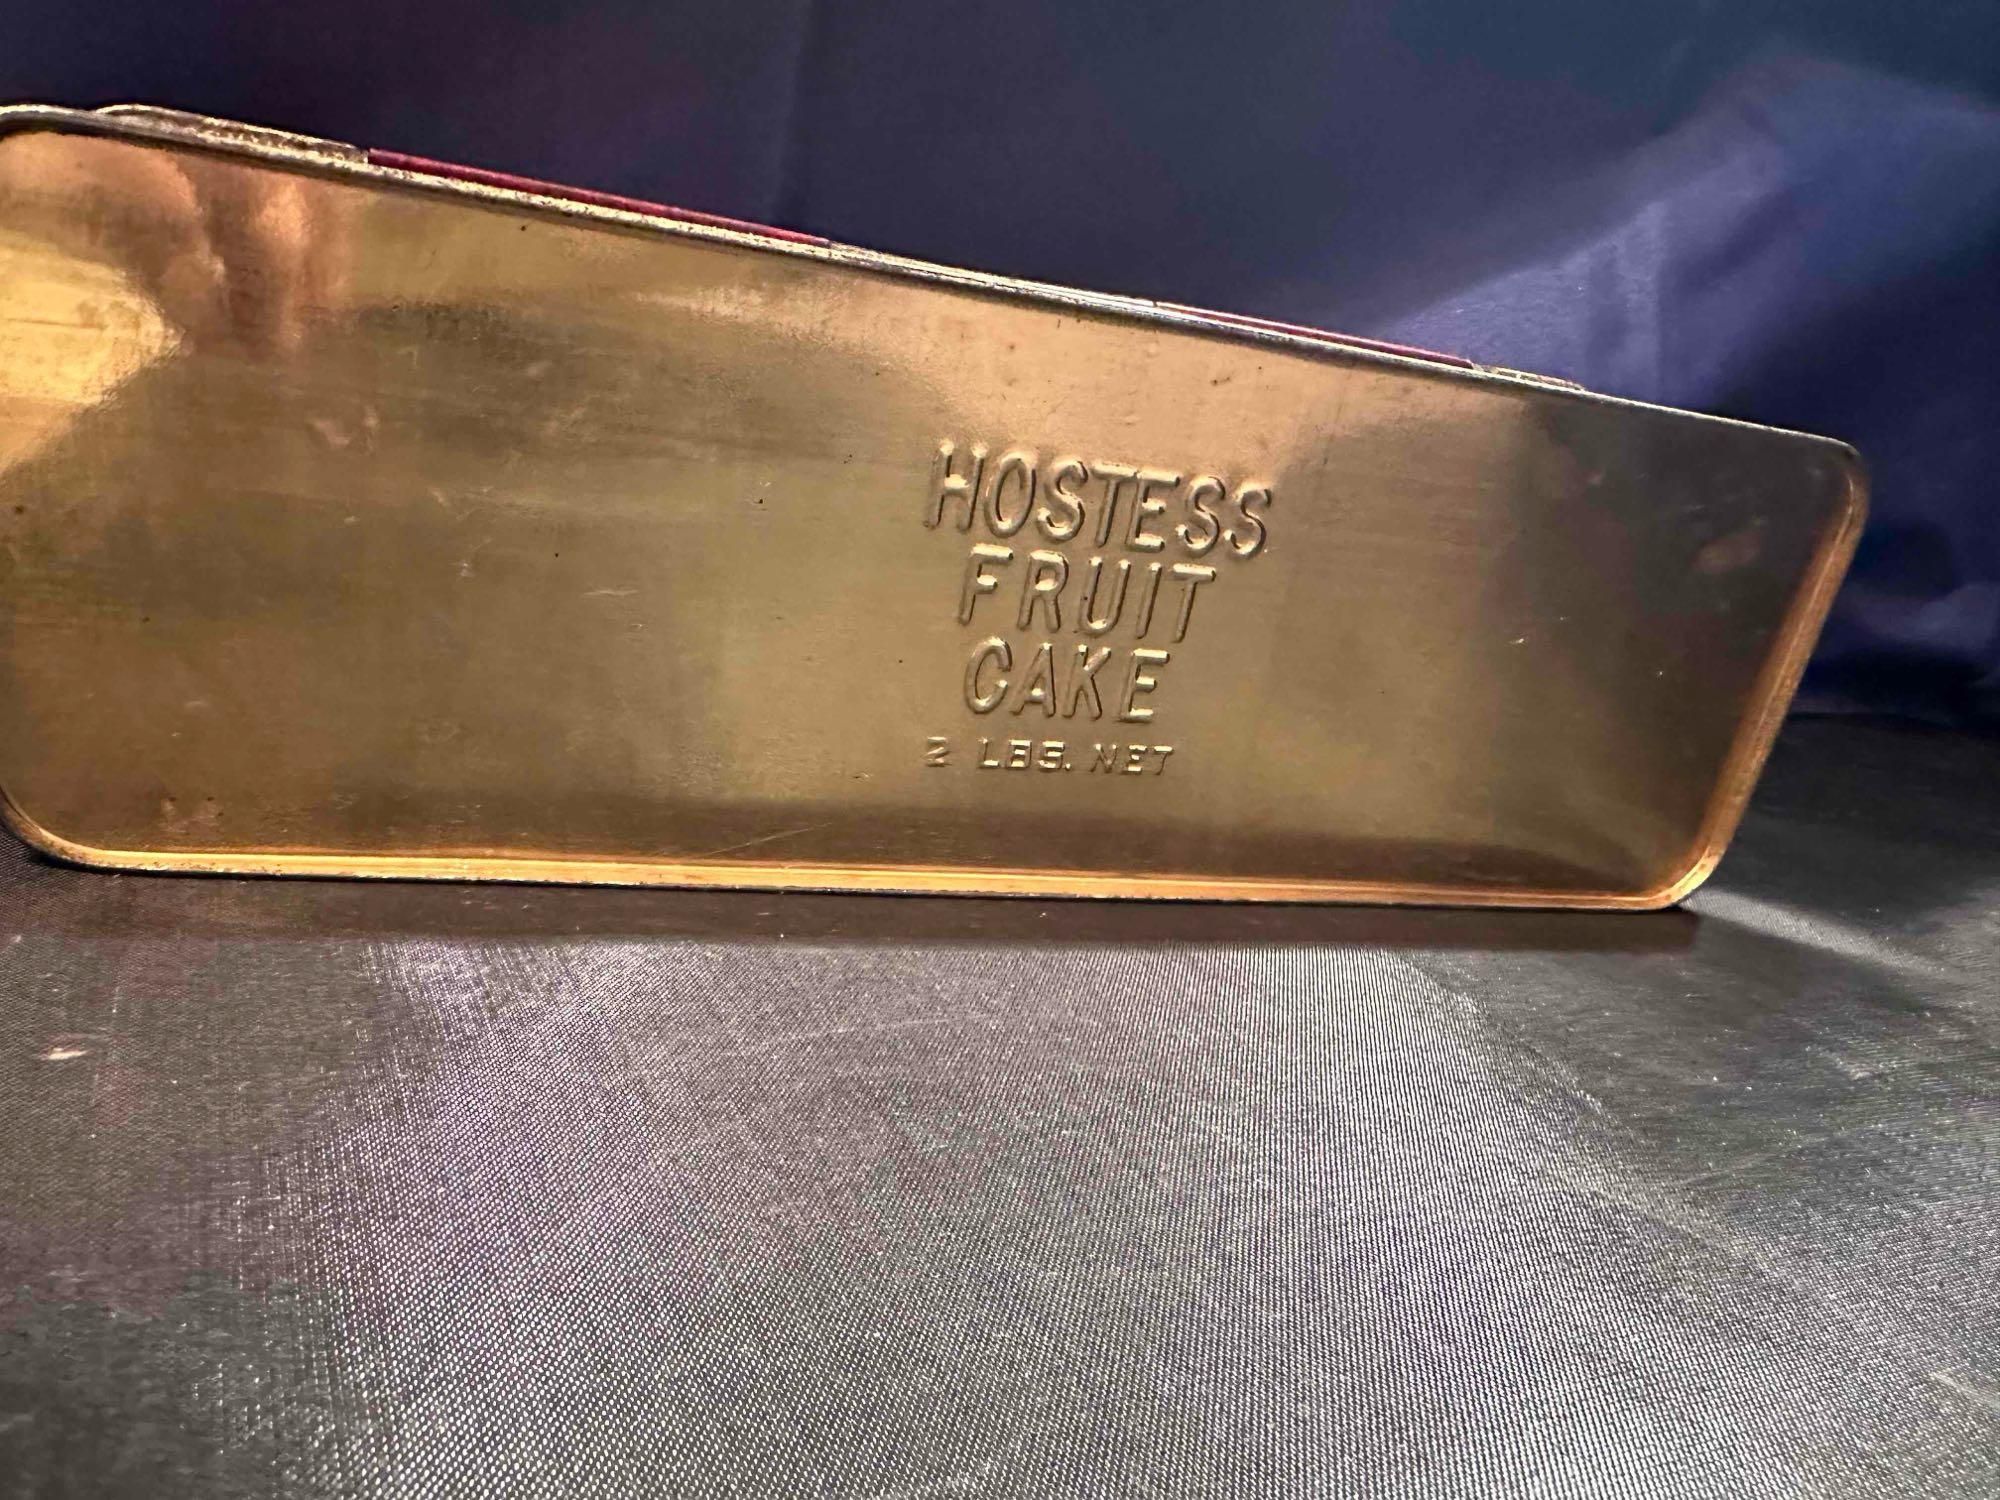 HOSTESS
FRUIT
CAKE
2 LBS. NET